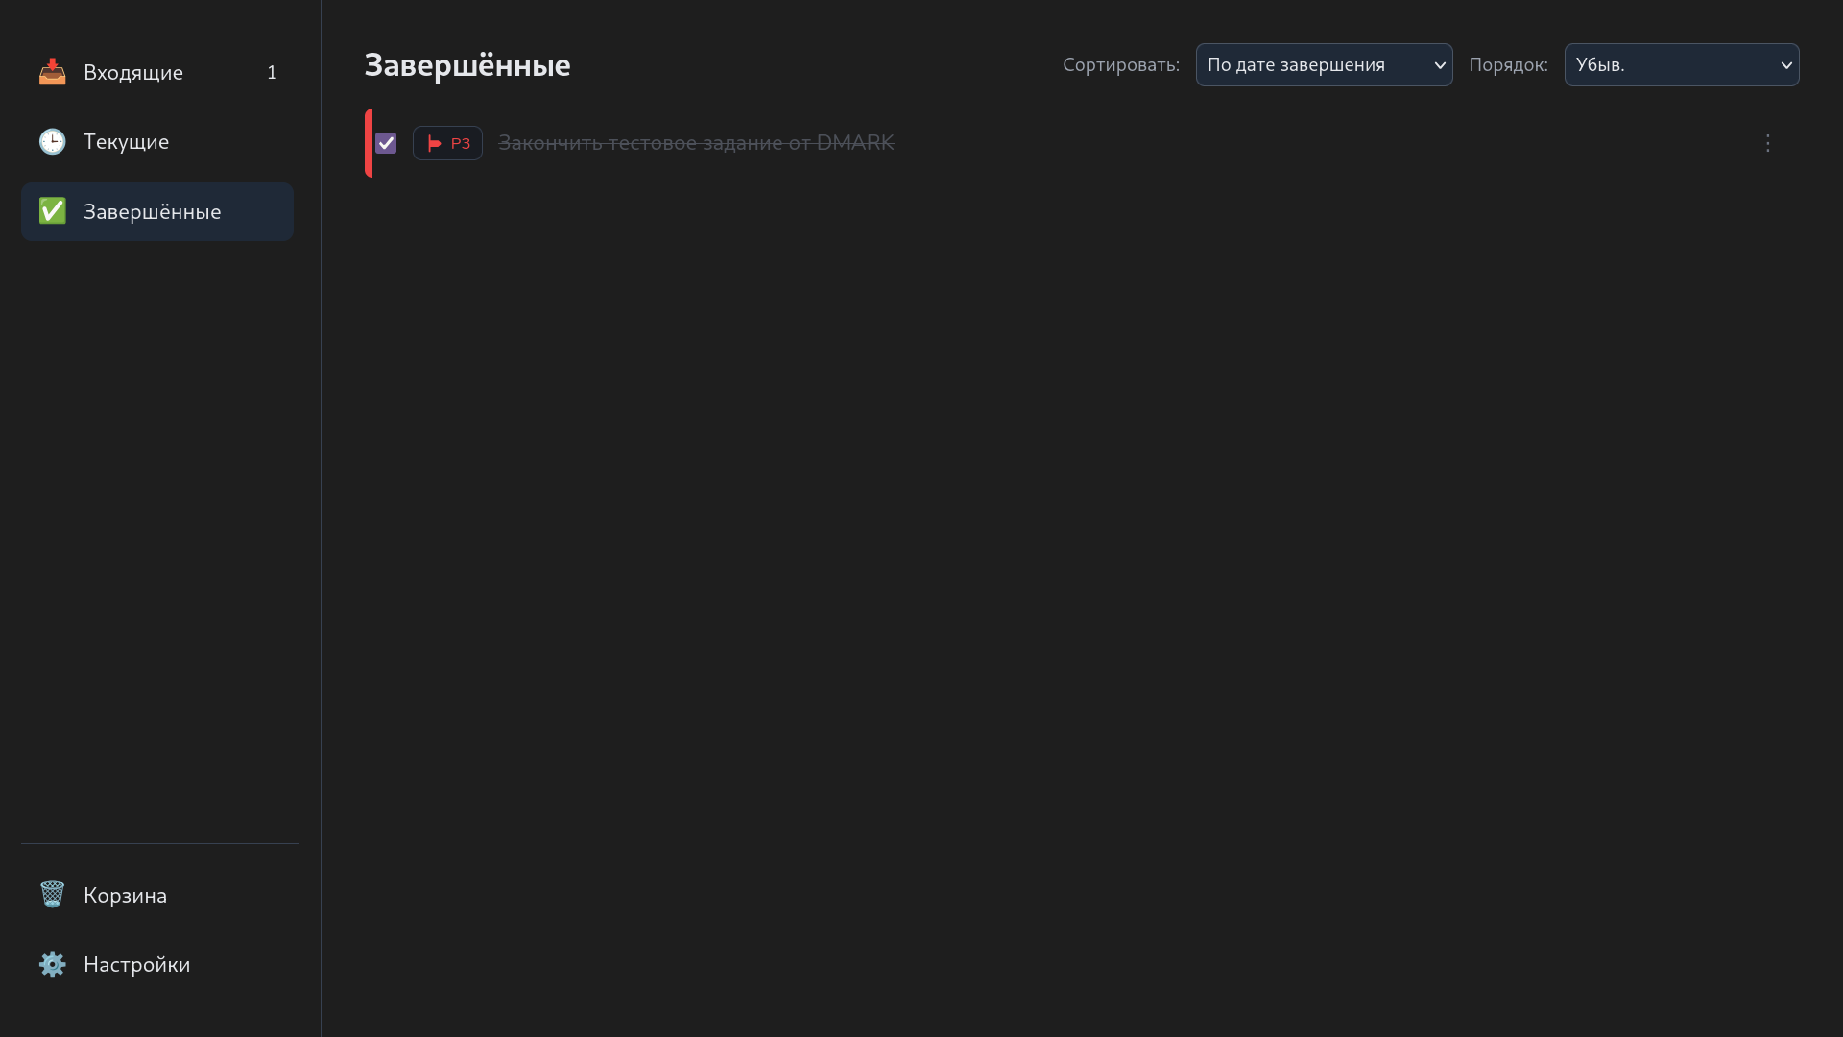 Входящие 1
Текущие
Завершённые
Корзина
Настройки
Завершённые
Сортировать: По дате завершения Порядок: Убыв.
P3 Закончить тестовое задание от DMARK